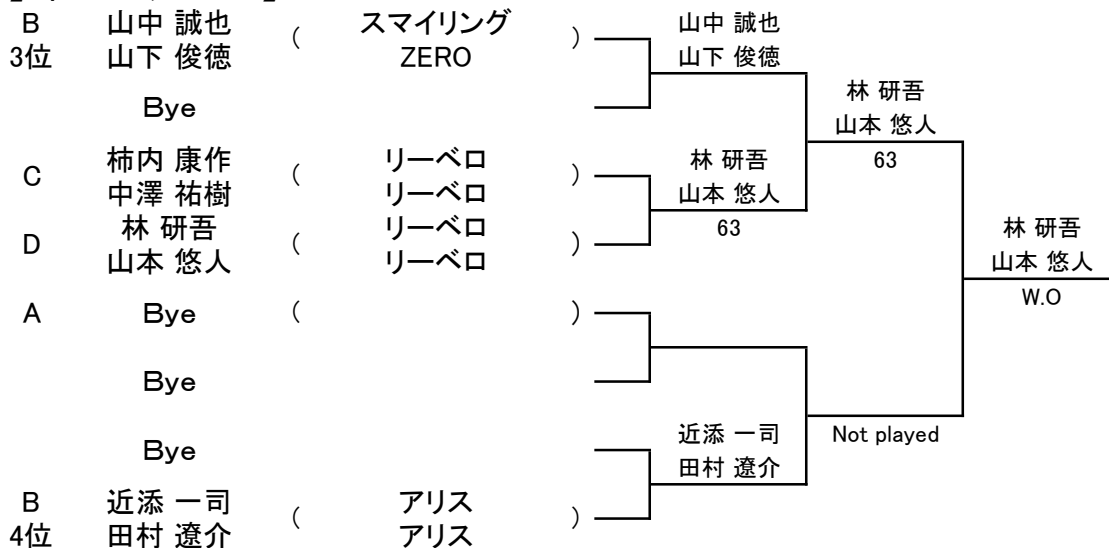 B 山中 誠也 ( スマイリング )
3位 山下 俊徳 ZERO
Bye
C 柿内 康作 ( リーベロ )
中澤 祐樹 リーベロ
D 林 研吾 ( リーベロ )
山本 悠人 リーベロ
A Bye ( )
Bye
Bye
B 近添 一司 ( アリス )
4位 田村 遼介 アリス
山中 誠也
山下 俊徳
林 研吾
山本 悠人
63
近添 一司
田村 遼介
林 研吾
山本 悠人
63
Not played
林 研吾
山本 悠人
W.O